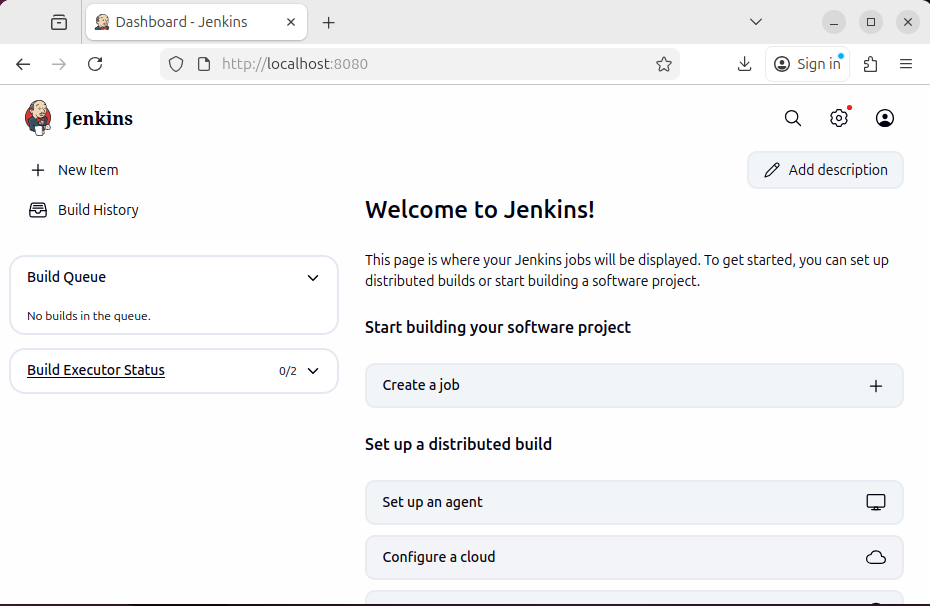 Dashboard - Jenkins
http://localhost:8080
Sign in
Jenkins
New Item
Add description
Build History
Welcome to Jenkins!
This page is where your Jenkins jobs will be displayed. To get started, you can set up
distributed builds or start building a software project.
Build Queue
No builds in the queue.
Start building your software project
Build Executor Status
0/2
Create a job
Set up a distributed build
Set up an agent
Configure a cloud